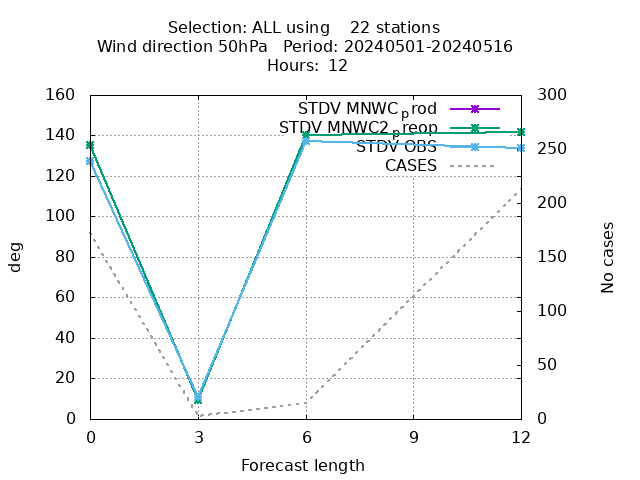 Selection: ALL using 22 stations
Wind direction 50hPa Period: 20240501-20240516
Hours: 12
160 300
STDV MNWCprod
STDV MNWC2preop
140 250
STDV OBS
CASES
120 200
100
80 150
60 100
40 50
20
0 0
0 3 6 9 12
deg
No cases
Forecast length